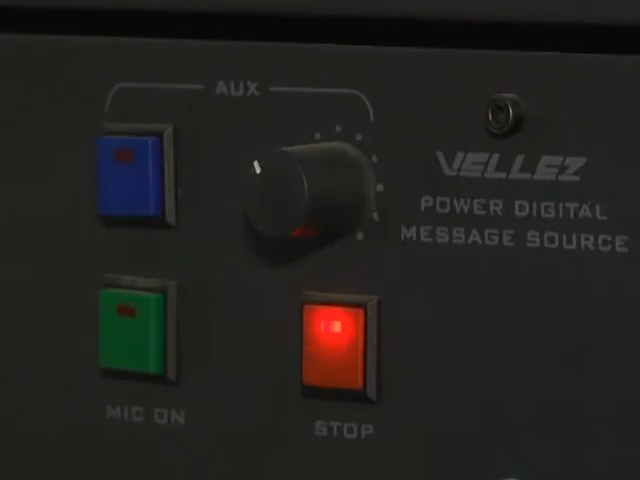 AUX
VELLEZ
POWER DIGITAL
MESSAGE SOURCE
MIC ON
STOP